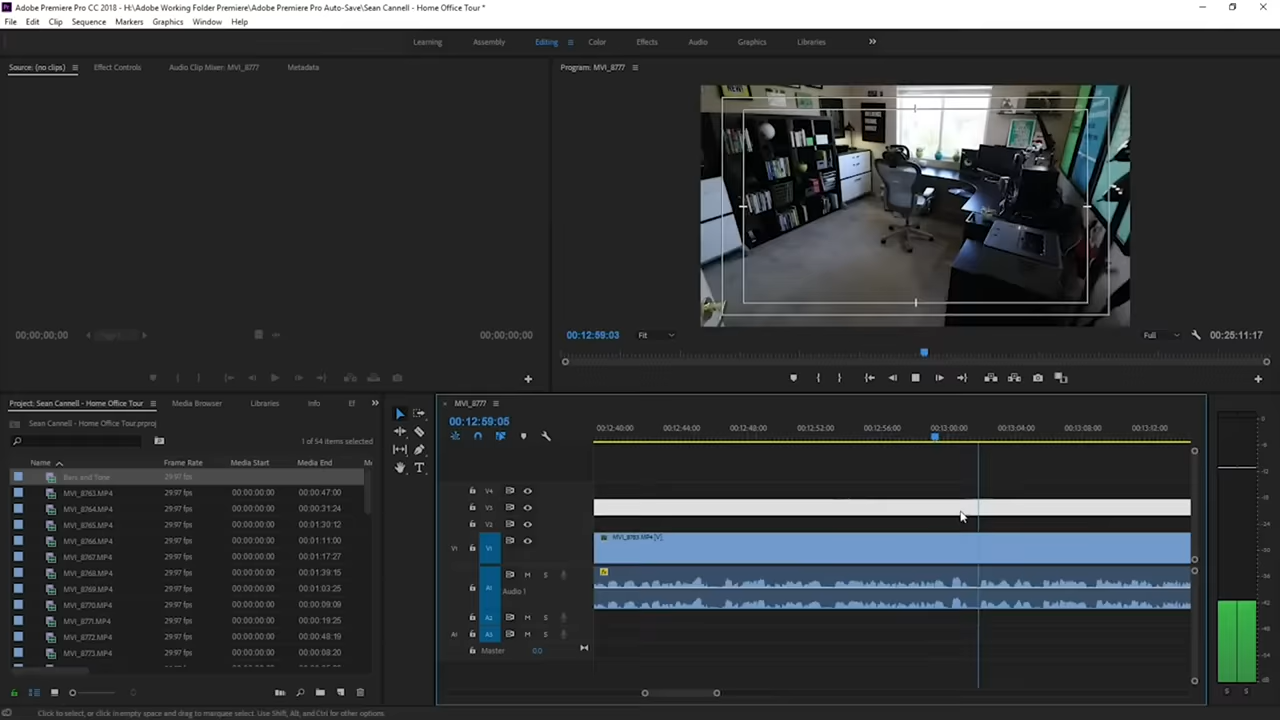 Adobe Premiere Pro CC 2018 - H:\Adobe Working Folder Premiere\Adobe Premiere Pro Auto-Save\Sean Cannell - Home Office Tour *
File Edit Clip Sequence Markers Graphics Window Help
Learning Assembly Editing Color Effects Audio Graphics Libraries
Source: (no clips) Effect Controls Audio Clip Mixer: MVI_8777 Metadata
Program: MVI_8777
00;00;00;00
00;00;00;00
00:12:59:03 Fit Full 00:25:11:17
Project: Sean Cannell - Home Office Tour Media Browser Libraries Info Ef
Sean Cannell - Home Office Tour.prproj
1 of 54 items selected
Name Frame Rate Media Start Media End M
Bars and Tone 29.97 fps
MVI_8763.MP4 29.97 fps 00:00:00:00 00:00:47:00
MVI_8764.MP4 29.97 fps 00:00:00:00 00:00:31:24
MVI_8765.MP4 29.97 fps 00:00:00:00 00:01:30:12
MVI_8766.MP4 29.97 fps 00:00:00:00 00:01:11:00
MVI_8767.MP4 29.97 fps 00:00:00:00 00:01:17:27
MVI_8768.MP4 29.97 fps 00:00:00:00 00:01:39:15
MVI_8769.MP4 29.97 fps 00:00:00:00 00:01:03:25
MVI_8770.MP4 29.97 fps 00:00:00:00 00:00:09:09
MVI_8771.MP4 29.97 fps 00:00:00:00 00:00:19:25
MVI_8772.MP4 29.97 fps 00:00:00:00 00:00:48:19
MVI_8773.MP4 29.97 fps 00:00:00:00 00:00:08:20
MVI_8777
00:12:59:05
00:12:40:00 00:12:44:00 00:12:48:00 00:12:52:00 00:12:56:00 00:13:00:00 00:13:04:00 00:13:08:00 00:13:12:00
V4
V3
V2
V1 V1
MVI_8783.MP4 [V]
A1 M S
Audio 1
A2 M S
A1 A3 M S
Master 0.0
S S
Click to select, or click in empty space and drag to marquee select. Use Shift, Alt, and Ctrl for other options.